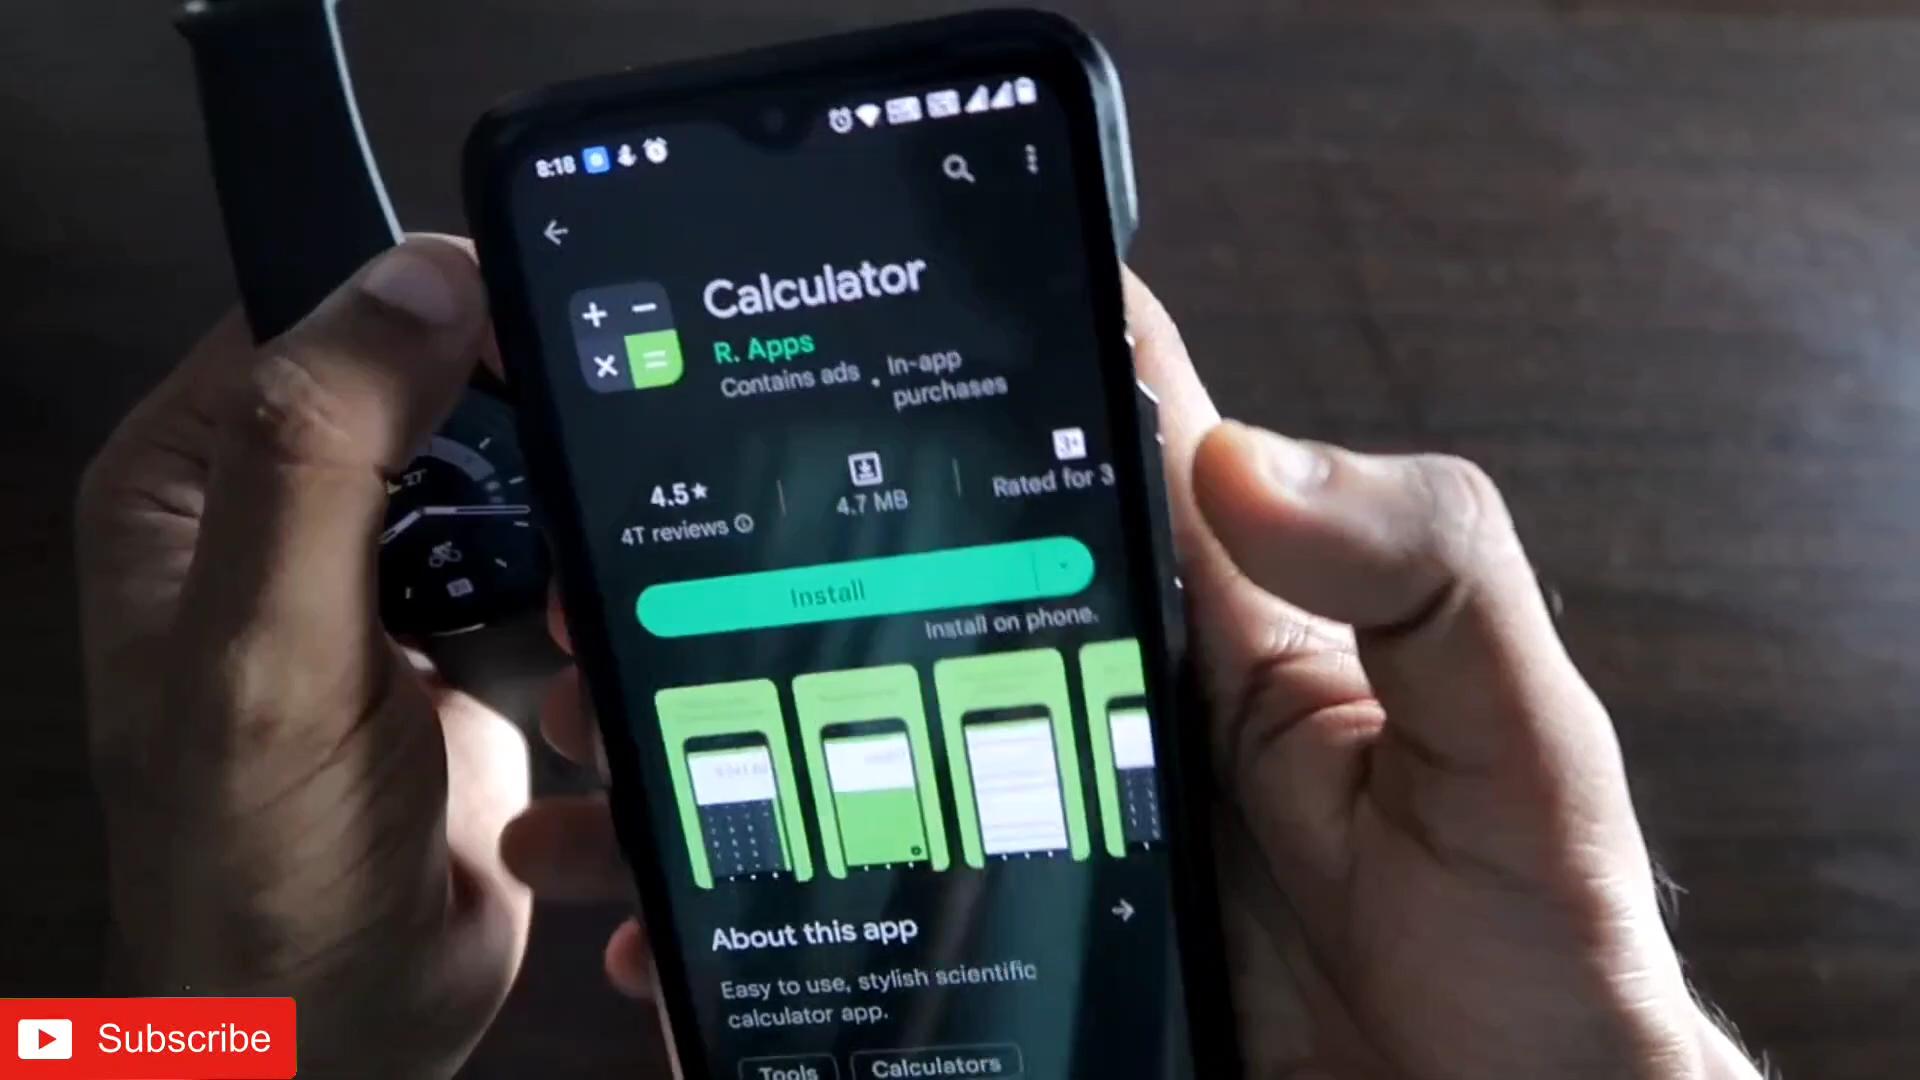 8:18
Calculator
R. Apps
Contains ads • In-app
purchases
4.5★
4T reviews
4.7 MB
3+
Rated for 3
Install
Install on phone.
About this app
Easy to use, stylish scientific
calculator app.
Tools
Calculators
Subscribe